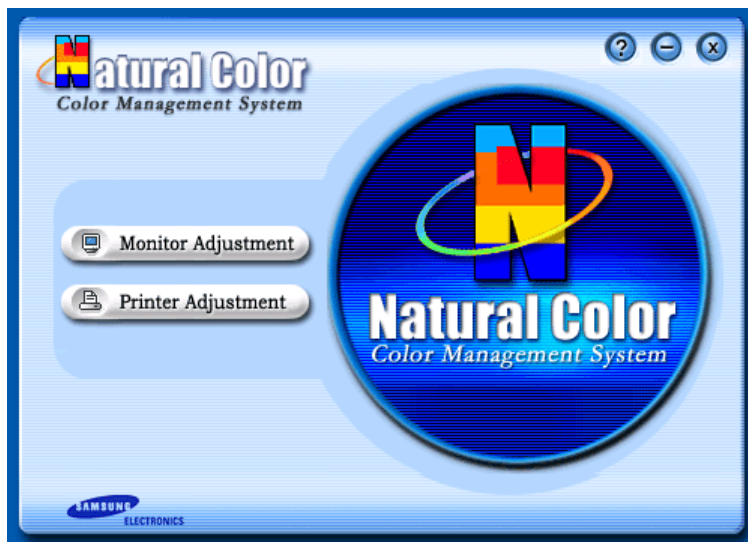 Natural Color
Color Management System
? – x
Monitor Adjustment
Printer Adjustment
N
Natural Color
Color Management System
SAMSUNG
ELECTRONICS